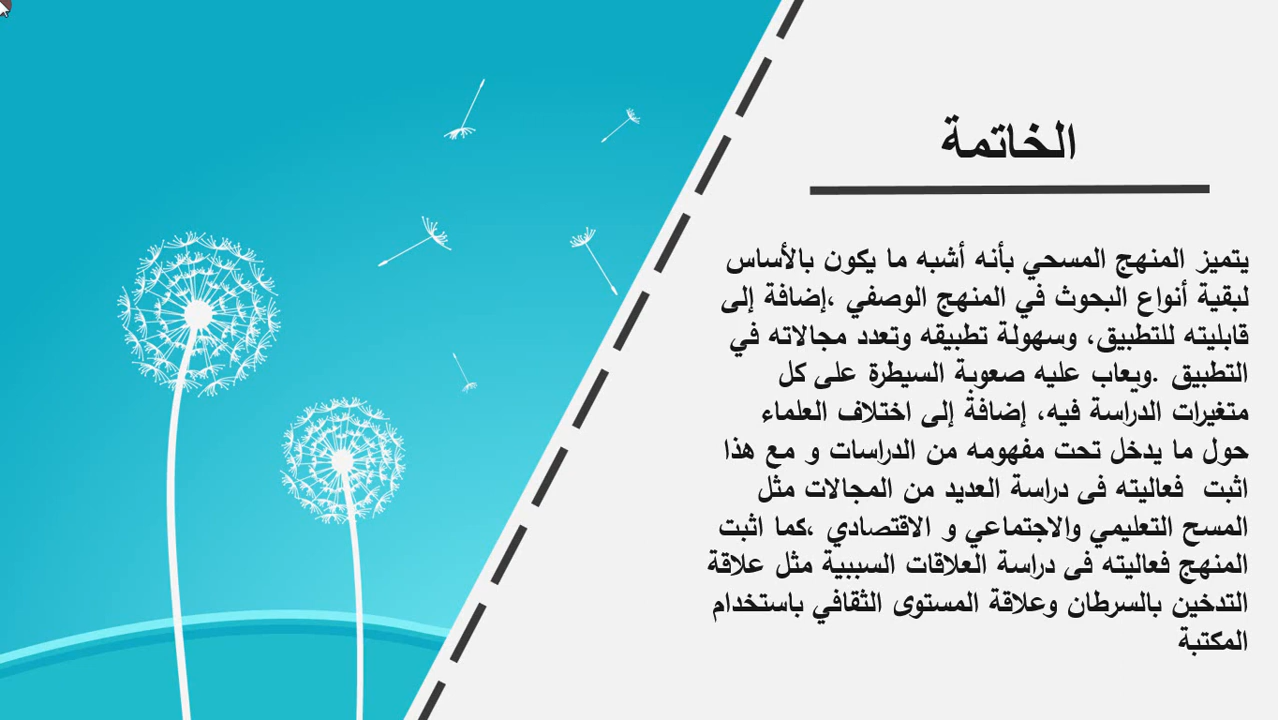 الخاتمة
يتميز المنهج المسحي بأنه أشبه ما يكون بالأساس
لبقية أنواع البحوث في المنهج الوصفي ،إضافة إلى
قابليته للتطبيق، وسهولة تطبيقه وتعدد مجالاته في
التطبيق .ويعاب عليه صعوبة السيطرة على كل
متغيرات الدراسة فيه، إضافةً إلى اختلاف العلماء
حول ما يدخل تحت مفهومه من الدراسات و مع هذا
اثبت فعاليته فى دراسة العديد من المجالات مثل
المسح التعليمي والاجتماعي و الاقتصادي ،كما اثبت
المنهج فعاليته فى دراسة العلاقات السببية مثل علاقة
التدخين بالسرطان وعلاقة المستوى الثقافي باستخدام
المكتبة